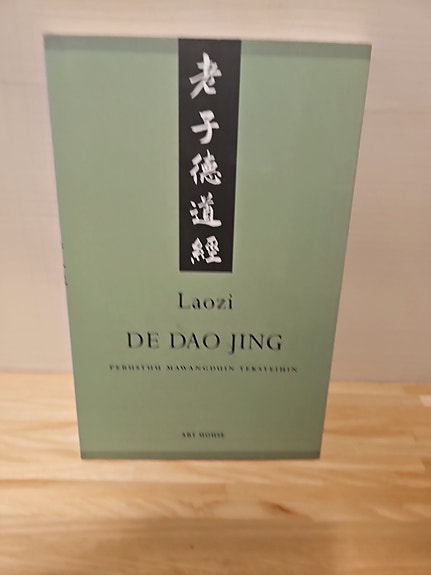 老子德道經
Laozi
DE DAO JING
PERUSTUU MAWANGDUIN TEKSTEIHIN
ART HOUSE